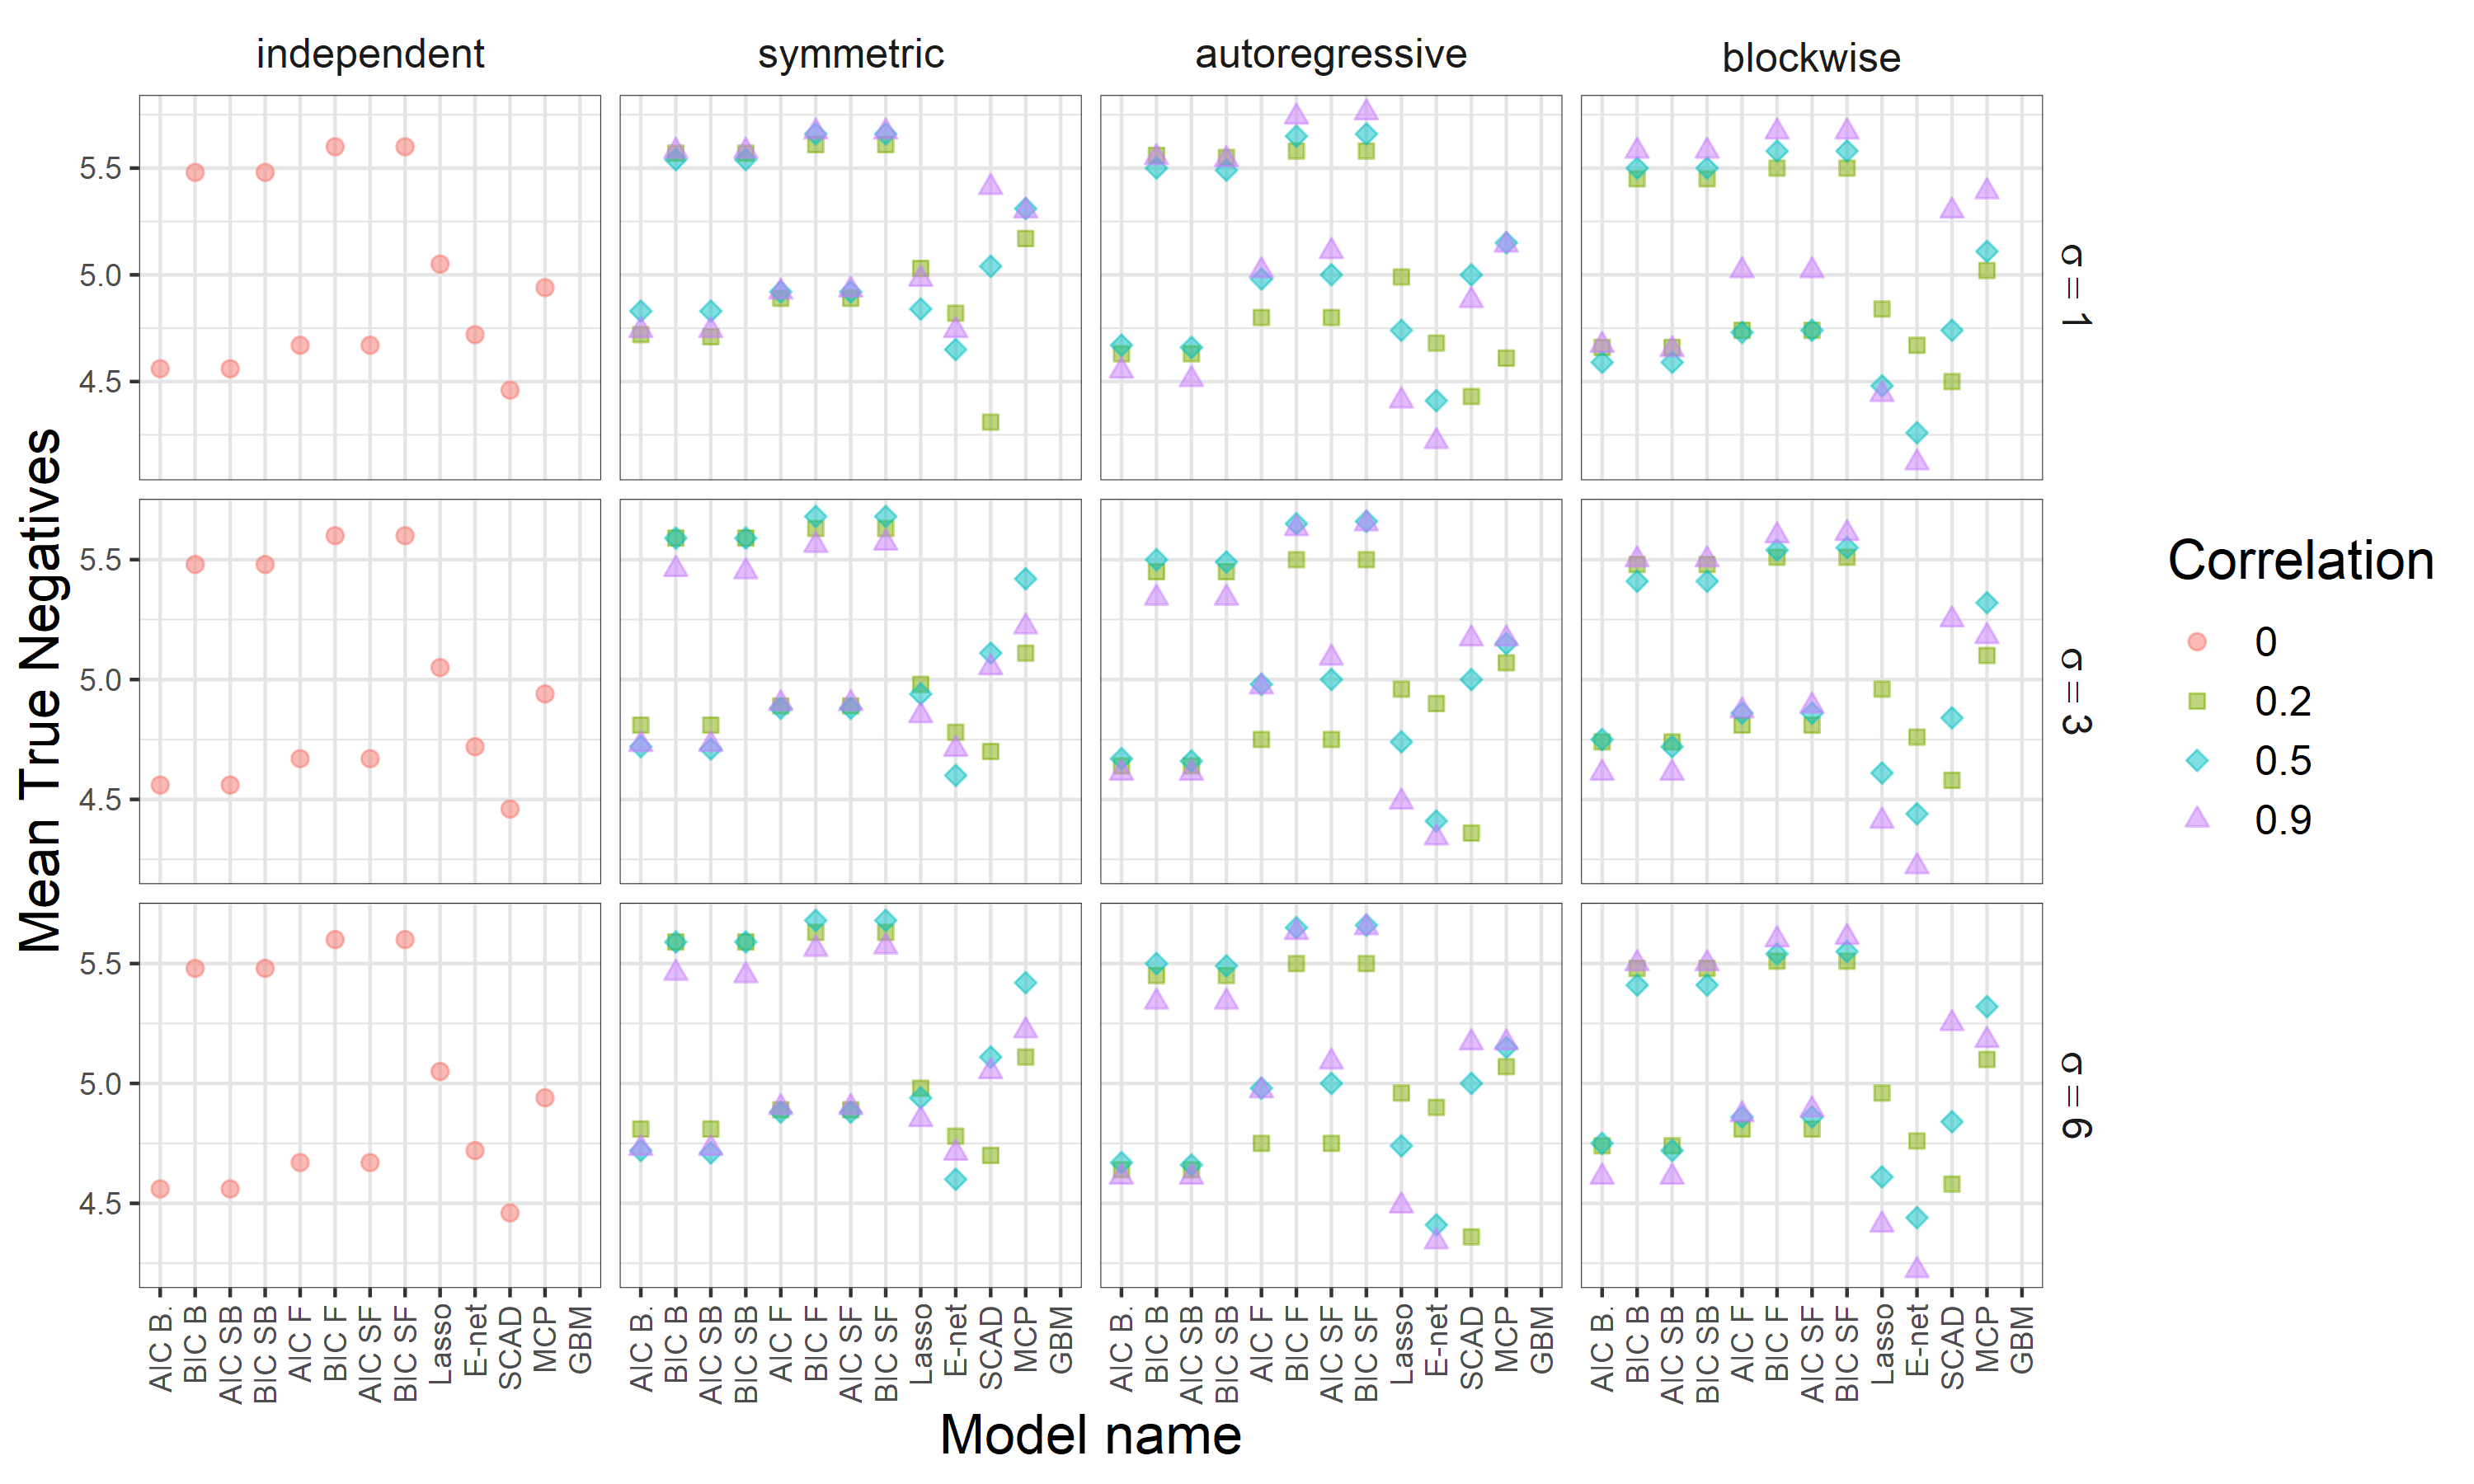 independent
symmetric
autoregressive
blockwise
5.5
5.0
4.5
σ = 1
5.5
5.0
4.5
σ = 3
5.5
5.0
4.5
σ = 6
Mean True Negatives
AIC B.
BIC B
AIC SB
BIC SB
AIC F
BIC F
AIC SF
BIC SF
Lasso
E-net
SCAD
MCP
GBM
AIC B.
BIC B
AIC SB
BIC SB
AIC F
BIC F
AIC SF
BIC SF
Lasso
E-net
SCAD
MCP
GBM
AIC B.
BIC B
AIC SB
BIC SB
AIC F
BIC F
AIC SF
BIC SF
Lasso
E-net
SCAD
MCP
GBM
AIC B.
BIC B
AIC SB
BIC SB
AIC F
BIC F
AIC SF
BIC SF
Lasso
E-net
SCAD
MCP
GBM
Model name
Correlation
0
0.2
0.5
0.9